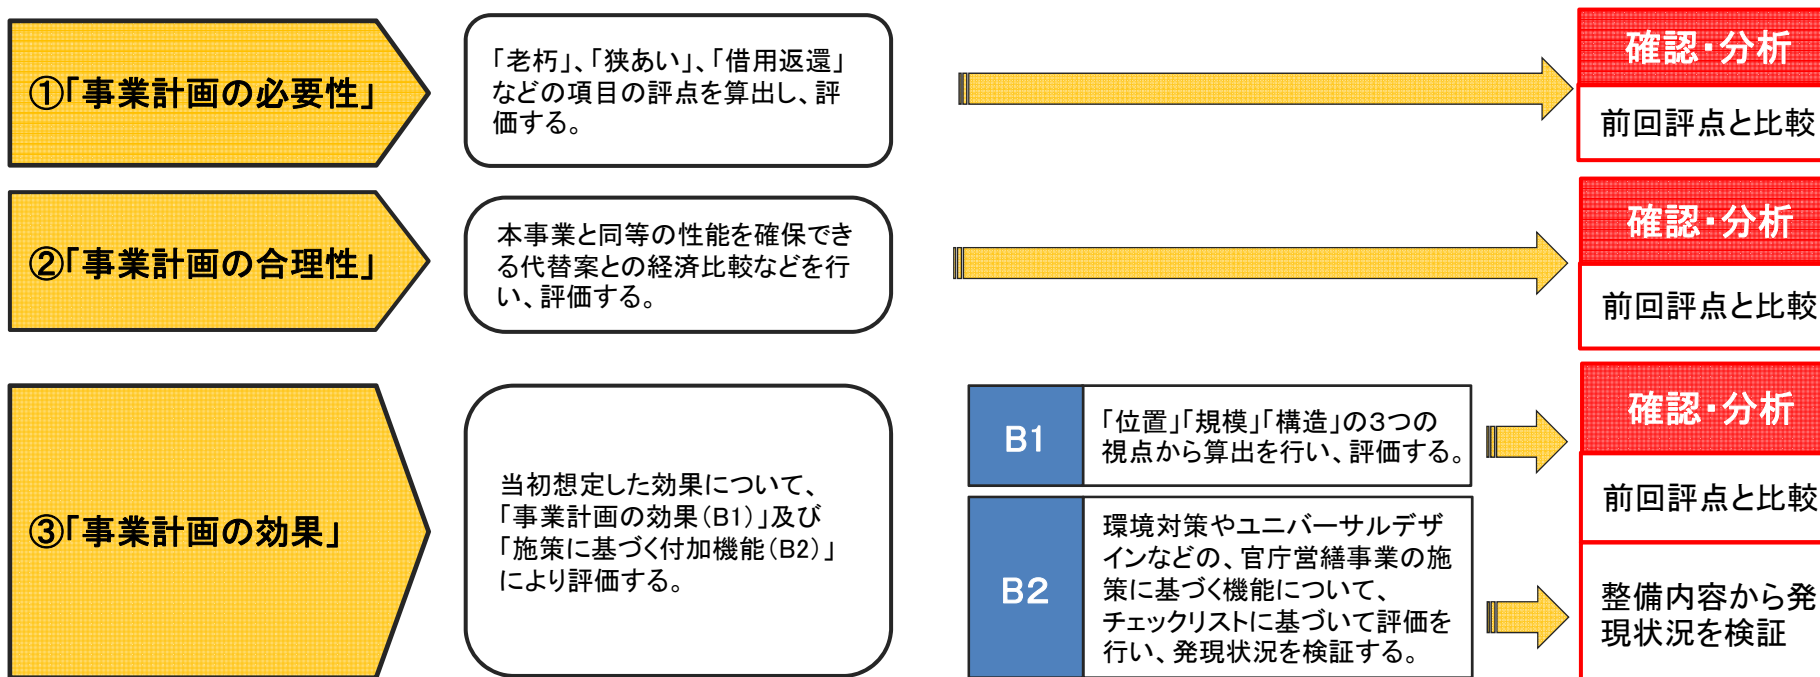 ①「事業計画の必要性」
「老朽」、「狭あい」、「借用返還」
などの項目の評点を算出し、評
価する。
確認・分析
前回評点と比較
②「事業計画の合理性」
本事業と同等の性能を確保でき
る代替案との経済比較などを行
い、評価する。
確認・分析
前回評点と比較
③「事業計画の効果」
当初想定した効果について、
「事業計画の効果(B1)」及び
「施策に基づく付加機能(B2)」
により評価する。
B1
「位置」「規模」「構造」の3つの
視点から算出を行い、評価する。
B2
環境対策やユニバーサルデザ
インなどの、官庁営繕事業の施
策に基づく機能について、
チェックリストに基づいて評価を
行い、発現状況を検証する。
確認・分析
前回評点と比較
整備内容から発
現状況を検証